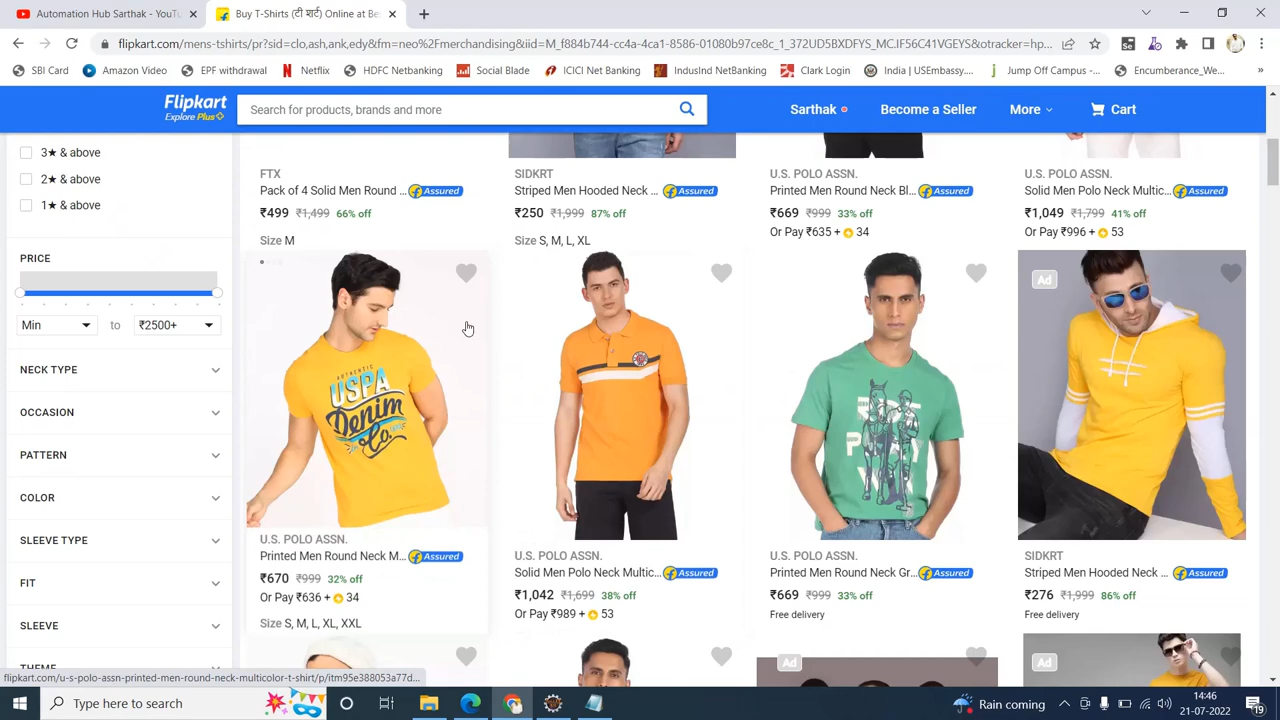 Automation Hub Sarthak - YouTu
Buy T-Shirts (टी शर्ट) Online at Be
flipkart.com/mens-tshirts/pr?sid=clo,ash,ank,edy&fm=neo%2Fmerchandising&iid=M_f884b744-cc4a-4ca1-8586-01080b97ce8c_1_372UD5BXDFYS_MC.IF56C41VGEYS&otracker=hp...
SBI Card
Amazon Video
EPF withdrawal
Netflix
HDFC Netbanking
Social Blade
ICICI Net Banking
IndusInd NetBanking
Clark Login
India | USEmbassy....
Jump Off Campus -...
Encumberance_We...
»
Flipkart
Explore Plus
Search for products, brands and more
Sarthak
Become a Seller
More
Cart
3★ & above
2★ & above
1★ & above
PRICE
Min
to
₹2500+
NECK TYPE
OCCASION
PATTERN
COLOR
SLEEVE TYPE
FIT
SLEEVE
THEME
FTX
Pack of 4 Solid Men Round ... Assured
₹499 ₹1,499 66% off
Size M
SIDKRT
Striped Men Hooded Neck ... Assured
₹250 ₹1,999 87% off
Size S, M, L, XL
U.S. POLO ASSN.
Printed Men Round Neck Bl... Assured
₹669 ₹999 33% off
Or Pay ₹635 + 34
U.S. POLO ASSN.
Solid Men Polo Neck Multic... Assured
₹1,049 ₹1,799 41% off
Or Pay ₹996 + 53
AUTHENTIC
USPA
Denim
Co.
Ad
U.S. POLO ASSN.
Printed Men Round Neck M... Assured
₹670 ₹999 32% off
Or Pay ₹636 + 34
Size S, M, L, XL, XXL
U.S. POLO ASSN.
Solid Men Polo Neck Multic... Assured
₹1,042 ₹1,699 38% off
Or Pay ₹989 + 53
U.S. POLO ASSN.
Printed Men Round Neck Gr... Assured
₹669 ₹999 33% off
Free delivery
SIDKRT
Striped Men Hooded Neck ... Assured
₹276 ₹1,999 86% off
Free delivery
Ad
Ad
flipkart.com/u-s-polo-assn-printed-men-round-neck-multicolor-t-shirt/p/itm95e388053a77d...
Type here to search
Rain coming
ENG
14:46
21-07-2022
19